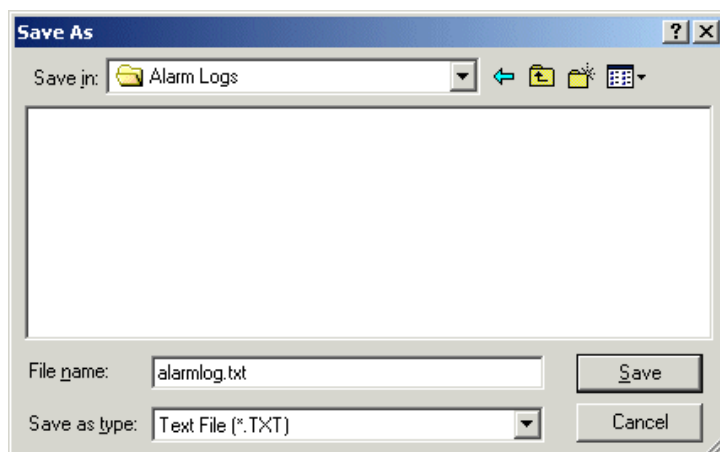 Save As
Save in: Alarm Logs
File name: alarmlog.txt Save
Save as type: Text File (*.TXT) Cancel